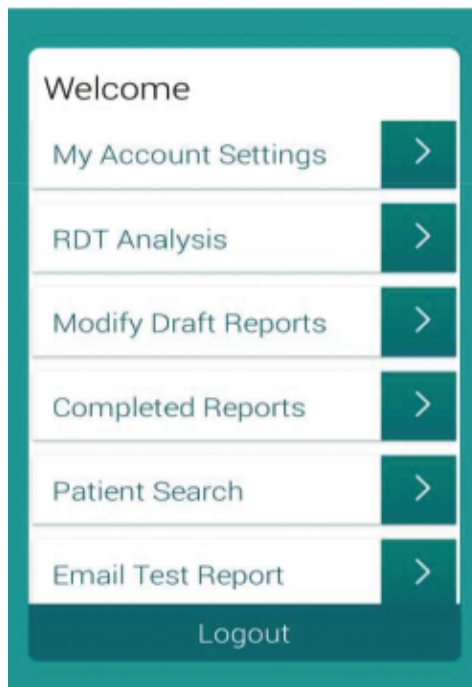 Welcome
My Account Settings
RDT Analysis
Modify Draft Reports
Completed Reports
Patient Search
Email Test Report
Logout